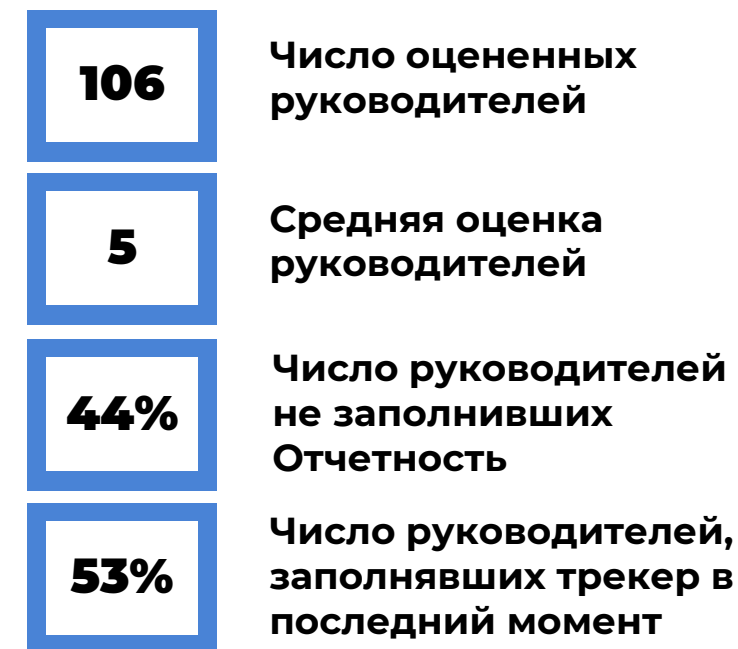 106
Число оцененных
руководителей
5
Средняя оценка
руководителей
44%
Число руководителей
не заполнивших
Отчетность
53%
Число руководителей,
заполнявших трекер в
последний момент